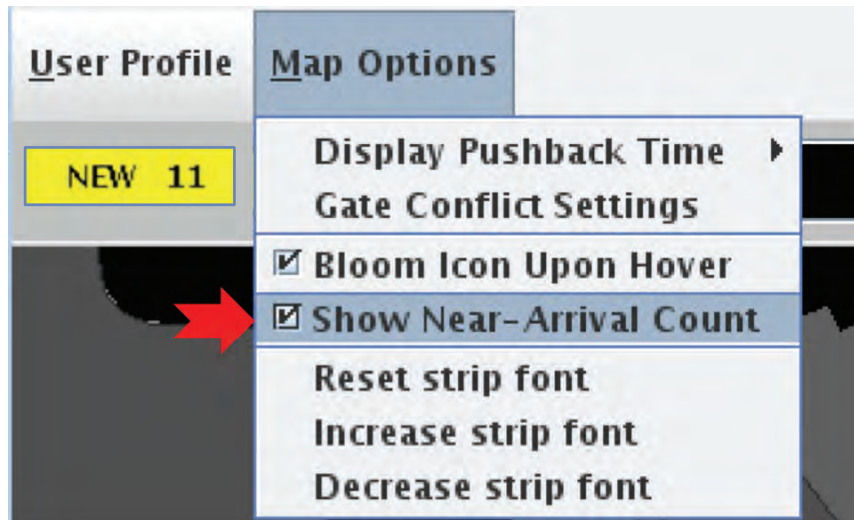 User Profile Map Options
NEW 11
Display Pushback Time
Gate Conflict Settings
Bloom Icon Upon Hover
Show Near-Arrival Count
Reset strip font
Increase strip font
Decrease strip font